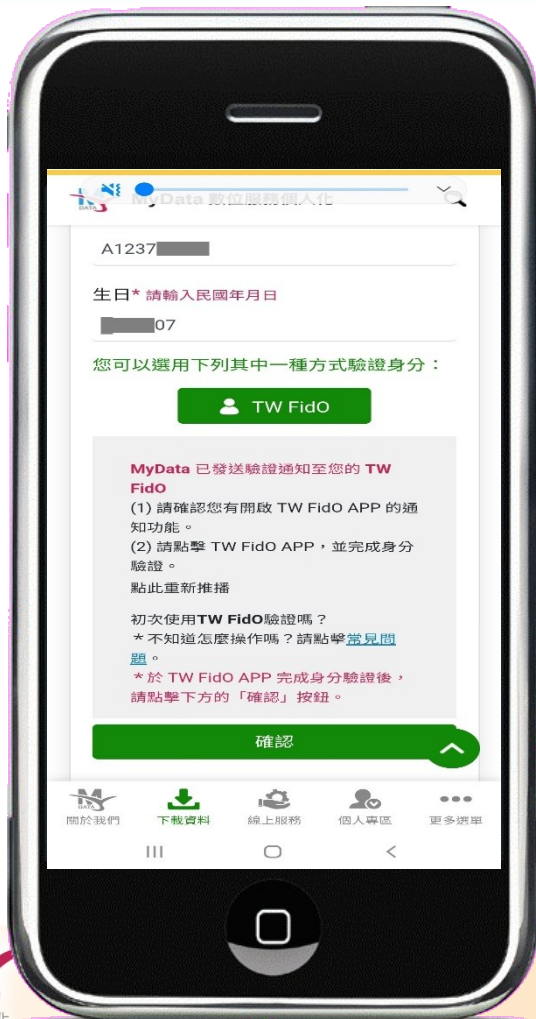 MyData 數位服務個人化
A1237
生日* 請輸入民國年月日
07
您可以選用下列其中一種方式驗證身分：
TW FidO
MyData 已發送驗證通知至您的 TW
FidO
(1) 請確認您有開啟 TW FidO APP 的通
知功能。
(2) 請點擊 TW FidO APP，並完成身分
驗證。
點此重新推播
初次使用TW FidO驗證嗎？
*不知道怎麼操作嗎？請點擊常見問
題。
*於 TW FidO APP 完成身分驗證後，
請點擊下方的「確認」按鈕。
確認
關於我們 下載資料 線上服務 個人專區 更多選單